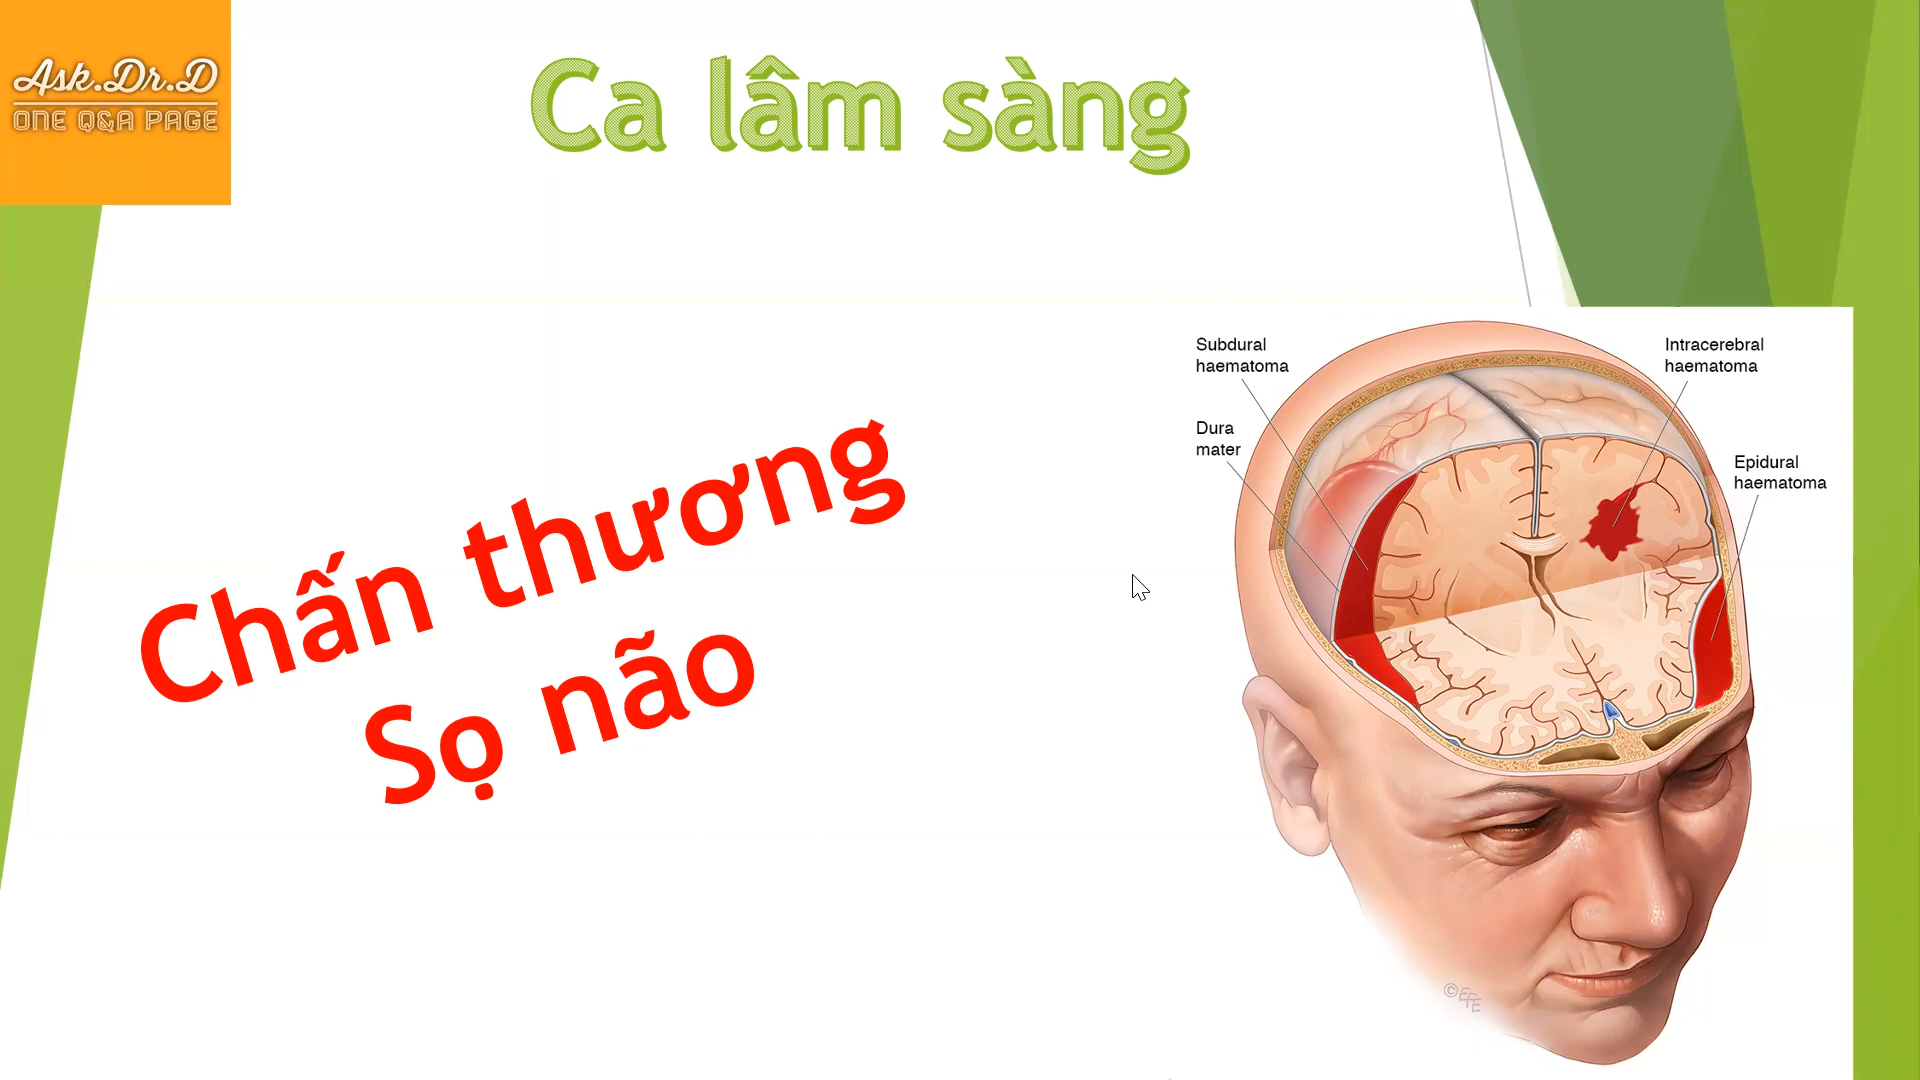 Ask.Dr.D
ONE Q&A PAGE
Ca lâm sàng
Chấn thương
Sọ não
Subdural
haematoma
Dura
mater
Intracerebral
haematoma
Epidural
haematoma
©EFE